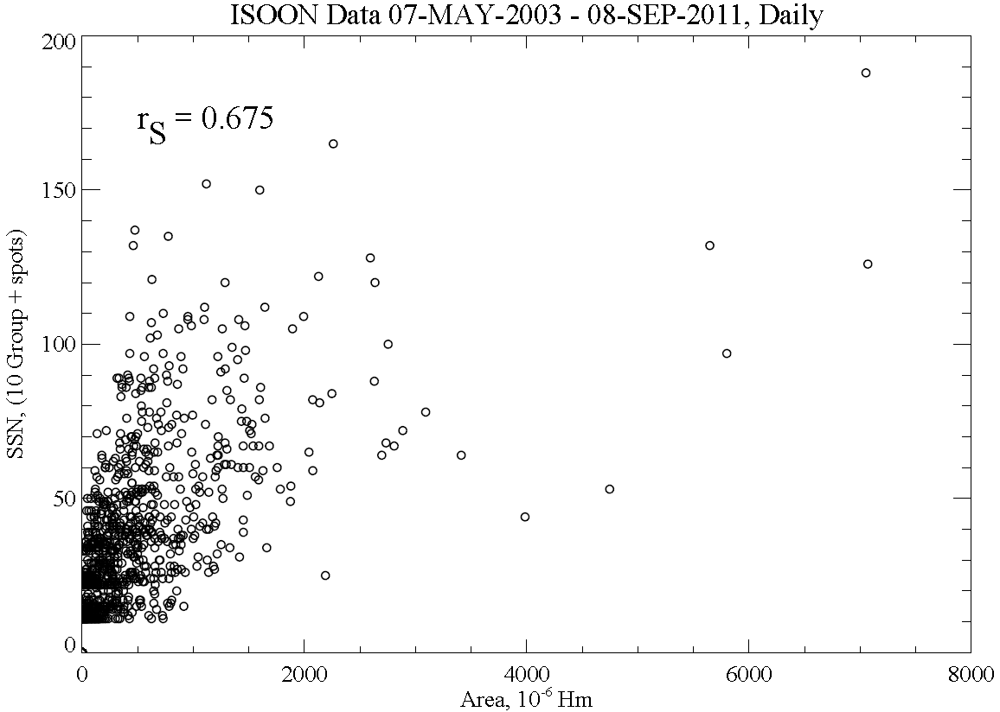 ISOON Data 07-MAY-2003 - 08-SEP-2011, Daily
200
r_S = 0.675
150
SSN, (10 Group + spots)
100
50
0
0 2000 4000 6000 8000
Area, 10^-6 Hm